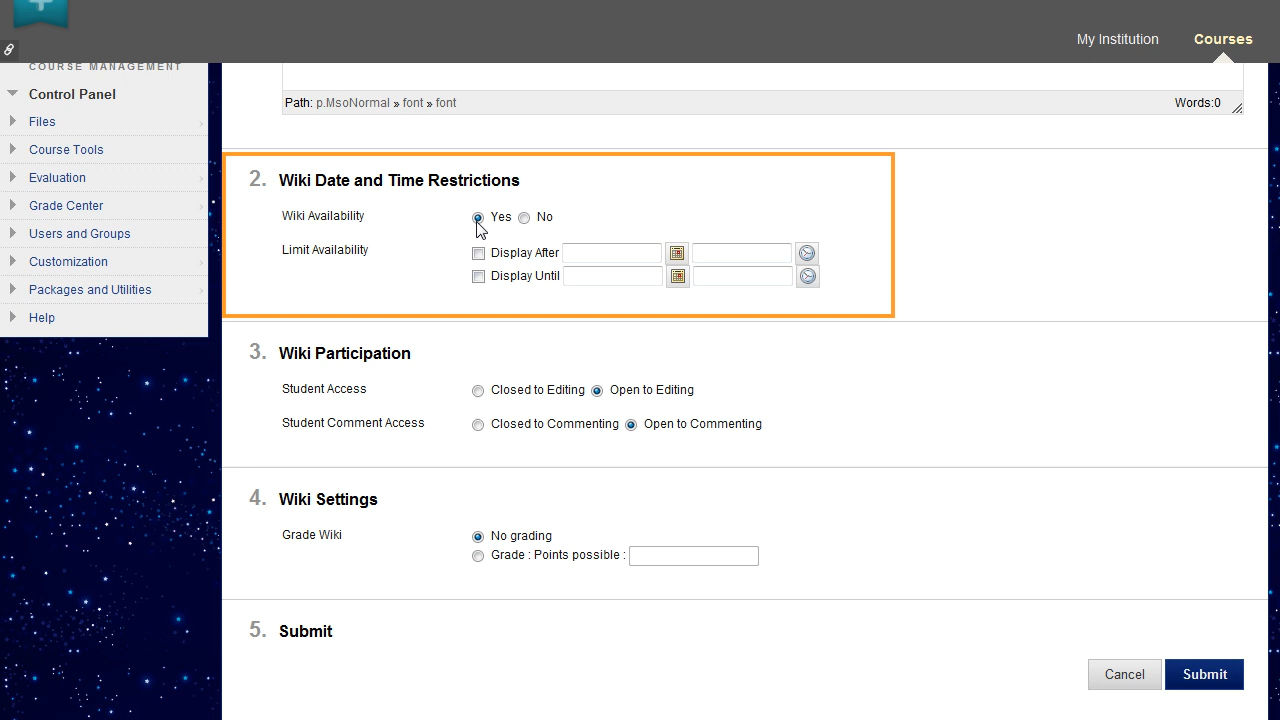 My Institution Courses
COURSE MANAGEMENT
Control Panel
Files
Course Tools
Evaluation
Grade Center
Users and Groups
Customization
Packages and Utilities
Help
Path: p.MsoNormal » font » font Words:0
2. Wiki Date and Time Restrictions
Wiki Availability Yes No
Limit Availability Display After
Display Until
3. Wiki Participation
Student Access Closed to Editing Open to Editing
Student Comment Access Closed to Commenting Open to Commenting
4. Wiki Settings
Grade Wiki No grading
Grade : Points possible :
5. Submit
Cancel Submit